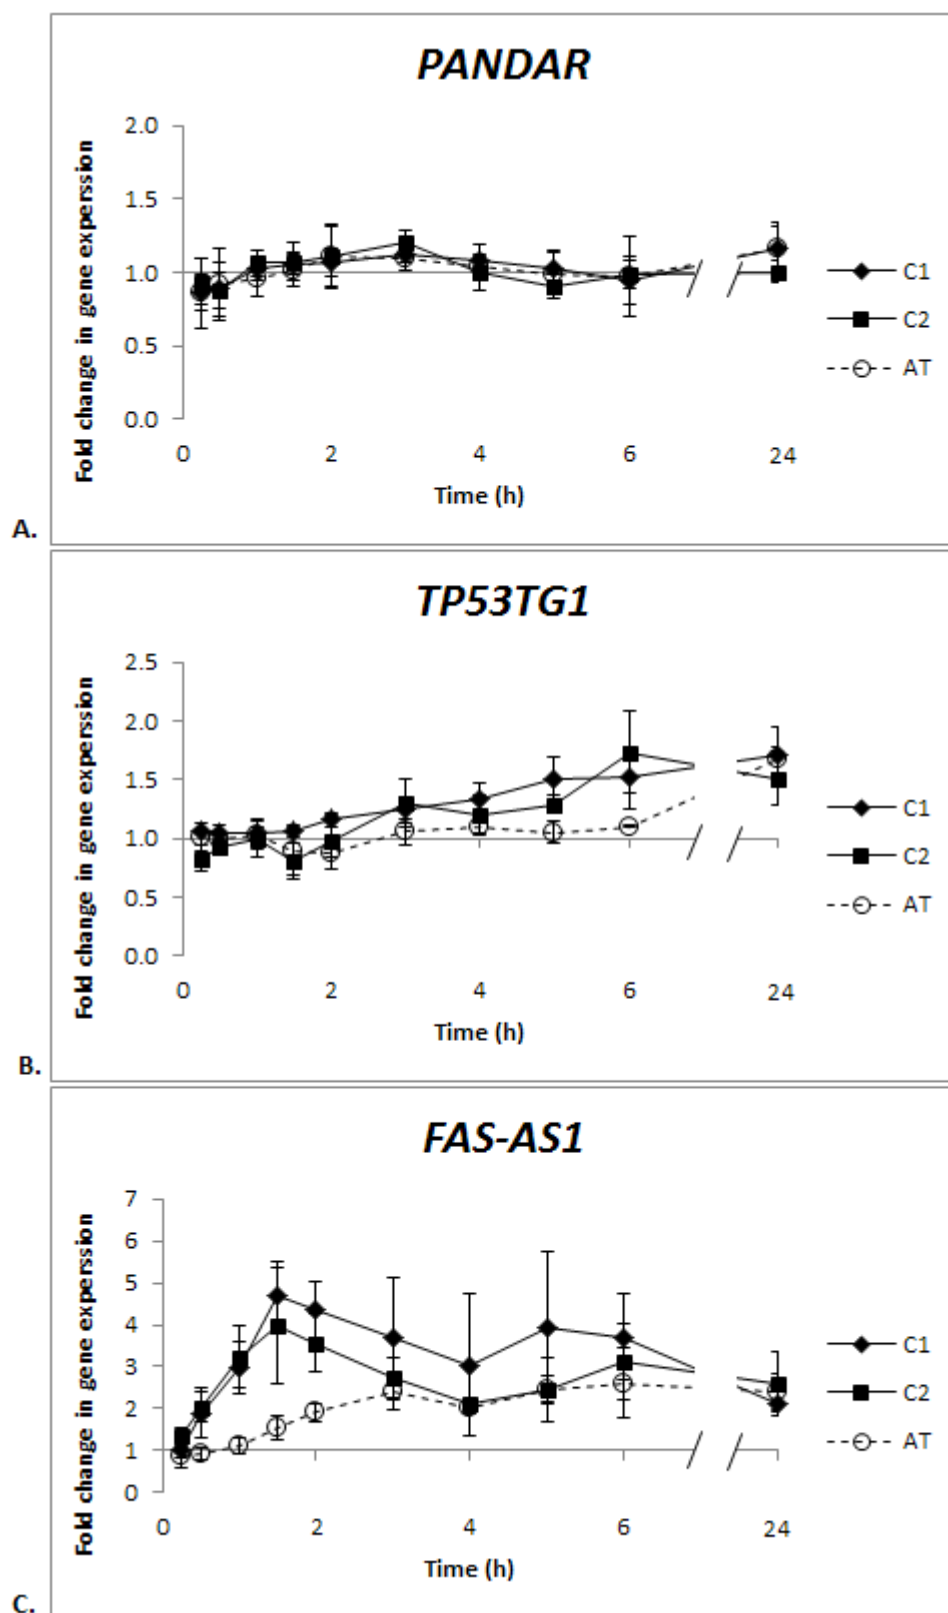 PANDAR
Fold change in gene experssion
2.0
1.5
1.0
0.5
0.0
0 2 4 6 24
Time (h)
C1
C2
AT
A.
TP53TG1
Fold change in gene experssion
2.5
2.0
1.5
1.0
0.5
0.0
0 2 4 6 24
Time (h)
C1
C2
AT
B.
FAS-AS1
Fold change in gene experssion
7
6
5
4
3
2
1
0
0 2 4 6 24
Time (h)
C1
C2
AT
C.